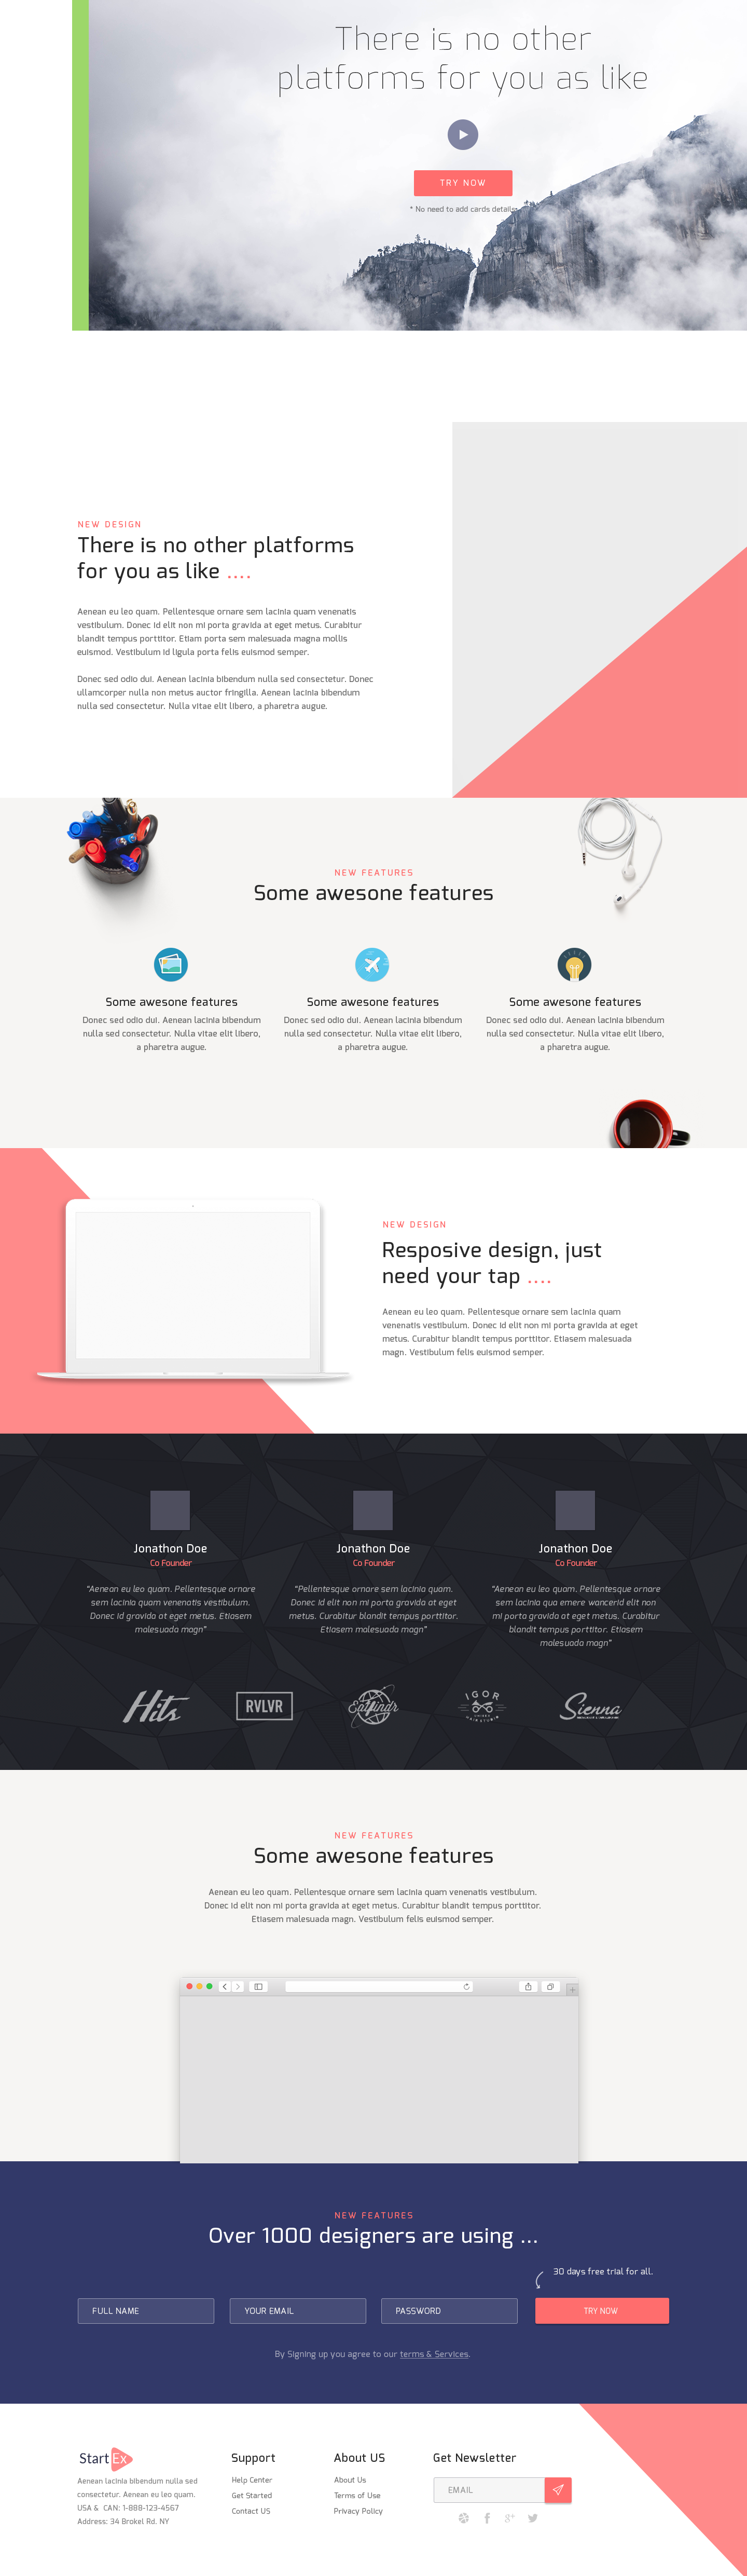 There is no other
platforms for you as like
TRY NOW
* No need to add cards details
NEW DESIGN
There is no other platforms
for you as like ....
Aenean eu leo quam. Pellentesque ornare sem lacinia quam venenatis
vestibulum. Donec id elit non mi porta gravida at eget metus. Curabitur
blandit tempus porttitor. Etiam porta sem malesuada magna mollis
euismod. Vestibulum id ligula porta felis euismod semper.
Donec sed odio dui. Aenean lacinia bibendum nulla sed consectetur. Donec
ullamcorper nulla non metus auctor fringilla. Aenean lacinia bibendum
nulla sed consectetur. Nulla vitae elit libero, a pharetra augue.
NEW FEATURES
Some awesone features
Some awesone features
Donec sed odio dui. Aenean lacinia bibendum
nulla sed consectetur. Nulla vitae elit libero,
a pharetra augue.
Some awesone features
Donec sed odio dui. Aenean lacinia bibendum
nulla sed consectetur. Nulla vitae elit libero,
a pharetra augue.
Some awesone features
Donec sed odio dui. Aenean lacinia bibendum
nulla sed consectetur. Nulla vitae elit libero,
a pharetra augue.
NEW DESIGN
Resposive design, just
need your tap ....
Aenean eu leo quam. Pellentesque ornare sem lacinia quam
venenatis vestibulum. Donec id elit non mi porta gravida at eget
metus. Curabitur blandit tempus porttitor. Etiasem malesuada
magn. Vestibulum felis euismod semper.
Jonathon Doe
Co Founder
"Aenean eu leo quam. Pellentesque ornare
sem lacinia quam venenatis vestibulum.
Donec id gravida at eget metus. Etiasem
malesuada magn"
Jonathon Doe
Co Founder
"Pellentesque ornare sem lacinia quam.
Donec id elit non mi porta gravida at eget
metus. Curabitur blandit tempus porttitor.
Etiasem malesuada magn"
Jonathon Doe
Co Founder
"Aenean eu leo quam. Pellentesque ornare
sem lacinia qua emere wancerid elit non
mi porta gravida at eget metus. Curabitur
blandit tempus porttitor. Etiasem
malesuada magn"
Hits
RVLVR
IGOR
Sienna
NEW FEATURES
Some awesone features
Aenean eu leo quam. Pellentesque ornare sem lacinia quam venenatis vestibulum.
Donec id elit non mi porta gravida at eget metus. Curabitur blandit tempus porttitor.
Etiasem malesuada magn. Vestibulum felis euismod semper.
NEW FEATURES
Over 1000 designers are using ...
30 days free trial for all.
FULL NAME
YOUR EMAIL
PASSWORD
TRY NOW
By Signing up you agree to our terms & Services.
Start Ex
Aenean lacinia bibendum nulla sed
consectetur. Aenean eu leo quam.
USA & CAN: 1-888-123-4567
Address: 34 Brokel Rd. NY
Support
Help Center
Get Started
Contact US
About US
About Us
Terms of Use
Privacy Policy
Get Newsletter
EMAIL